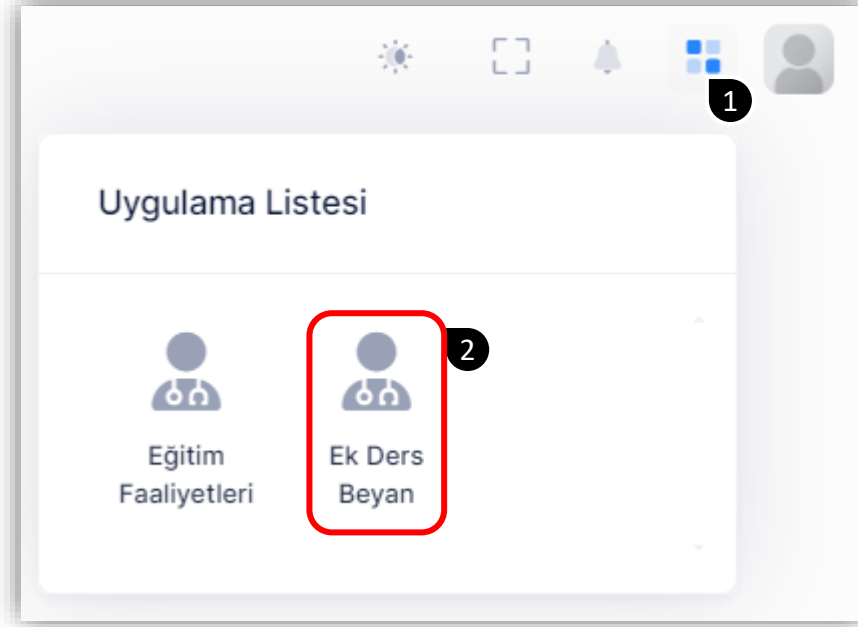 1
Uygulama Listesi
2
Eğitim
Faaliyetleri
Ek Ders
Beyan